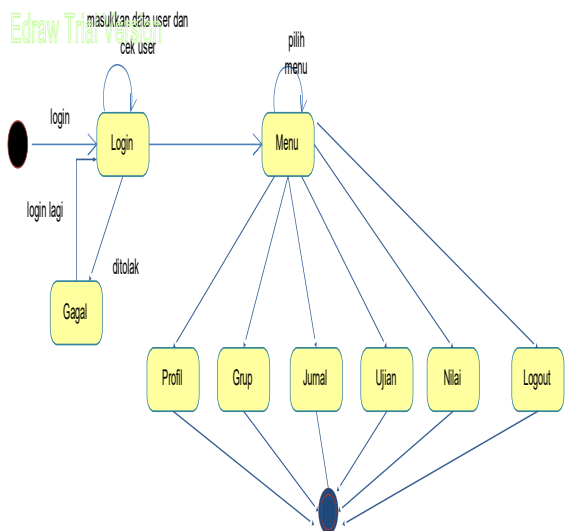 Edraw Trial Version
masukkan data user dan
cek user
pilih
menu
login
Login
Menu
login lagi
ditolak
Gagal
Profil
Grup
Jurnal
Ujian
Nilai
Logout